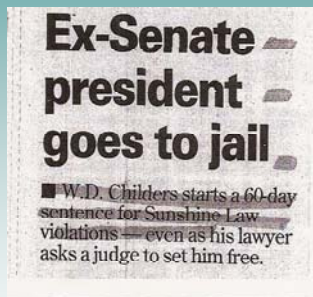 Ex-Senate
president
goes to jail
■ W.D. Childers starts a 60-day
sentence for Sunshine Law
violations — even as his lawyer
asks a judge to set him free.